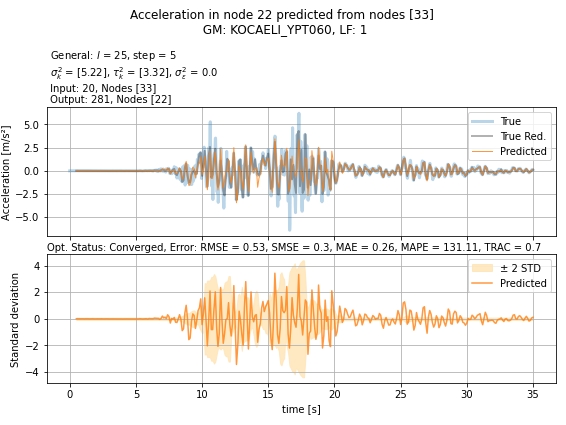 Acceleration in node 22 predicted from nodes [33]
GM: KOCAELI_YPT060, LF: 1
General: l = 25, step = 5
σ²ₖ = [5.22], τ²ₖ = [3.32], σ²ε = 0.0
Input: 20, Nodes [33]
Output: 281, Nodes [22]
Acceleration [m/s²]
5.0
2.5
0.0
−2.5
−5.0
True
True Red.
Predicted
Opt. Status: Converged, Error: RMSE = 0.53, SMSE = 0.3, MAE = 0.26, MAPE = 131.11, TRAC = 0.7
Standard deviation
4
2
0
−2
−4
± 2 STD
Predicted
0 5 10 15 20 25 30 35
time [s]